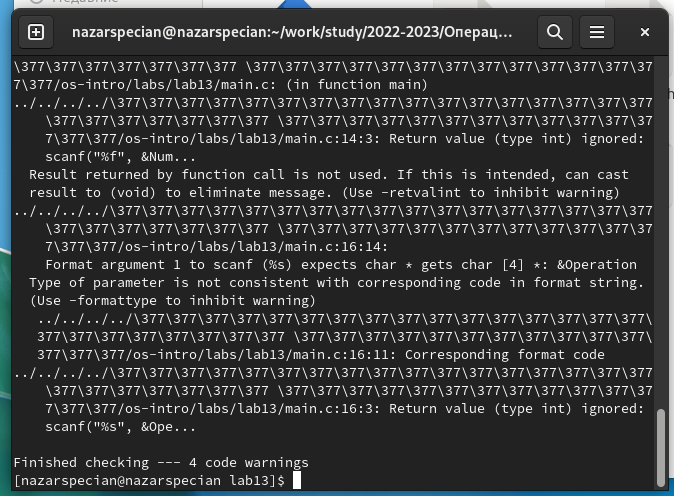 nazarspecian@nazarspecian:~/work/study/2022-2023/Операц...
\377\377\377\377\377\377\377 \377\377\377\377\377\377\377\377\377\377\377\377\37
7\377\377/os-intro/labs/lab13/main.c: (in function main)
../../../../\377\377\377\377\377\377\377\377\377\377\377\377\377\377\377\377\377
\377\377\377\377\377\377\377 \377\377\377\377\377\377\377\377\377\377\377\37
7\377\377/os-intro/labs/lab13/main.c:14:3: Return value (type int) ignored:
scanf("%f", &Num...
Result returned by function call is not used. If this is intended, can cast
result to (void) to eliminate message. (Use -retvalint to inhibit warning)
../../../../\377\377\377\377\377\377\377\377\377\377\377\377\377\377\377\377\377
\377\377\377\377\377\377\377 \377\377\377\377\377\377\377\377\377\377\377\37
7\377\377/os-intro/labs/lab13/main.c:16:14:
Format argument 1 to scanf (%s) expects char * gets char [4] *: &Operation
Type of parameter is not consistent with corresponding code in format string.
(Use -formattype to inhibit warning)
../../../../\377\377\377\377\377\377\377\377\377\377\377\377\377\377\377\377\
377\377\377\377\377\377\377\377 \377\377\377\377\377\377\377\377\377\377\377\
377\377/os-intro/labs/lab13/main.c:16:11: Corresponding format code
../../../../\377\377\377\377\377\377\377\377\377\377\377\377\377\377\377\377\377
\377\377\377\377\377\377\377 \377\377\377\377\377\377\377\377\377\377\377\37
7\377\377/os-intro/labs/lab13/main.c:16:3: Return value (type int) ignored:
scanf("%s", &Ope...
Finished checking --- 4 code warnings
[nazarspecian@nazarspecian lab13]$